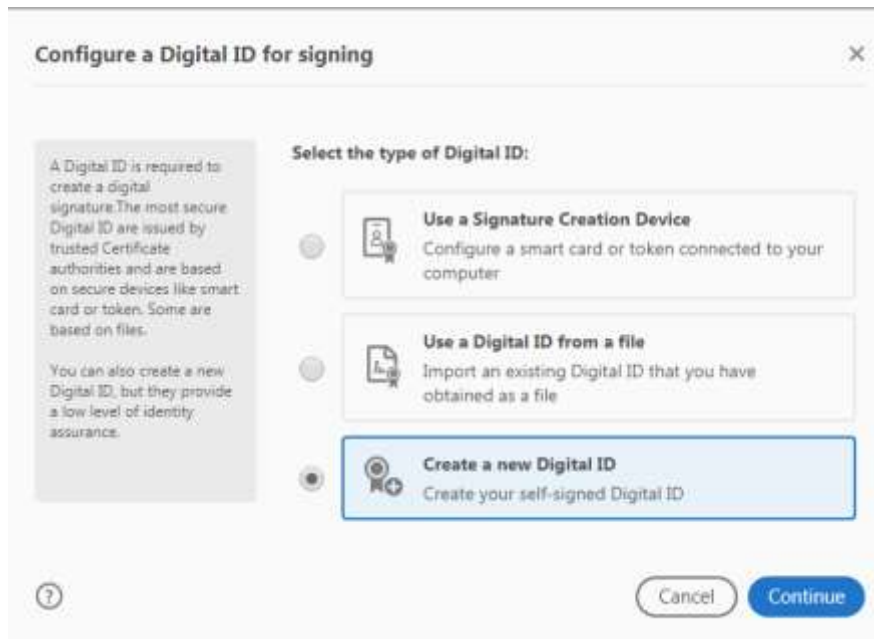 Configure a Digital ID for signing
A Digital ID is required to
create a digital
signature.The most secure
Digital ID are issued by
trusted Certificate
authorities and are based
on secure devices like smart
card or token. Some are
based on files.
You can also create a new
Digital ID, but they provide
a low level of identity
assurance.
Select the type of Digital ID:
Use a Signature Creation Device
Configure a smart card or token connected to your
computer
Use a Digital ID from a file
Import an existing Digital ID that you have
obtained as a file
Create a new Digital ID
Create your self-signed Digital ID
?
Cancel
Continue